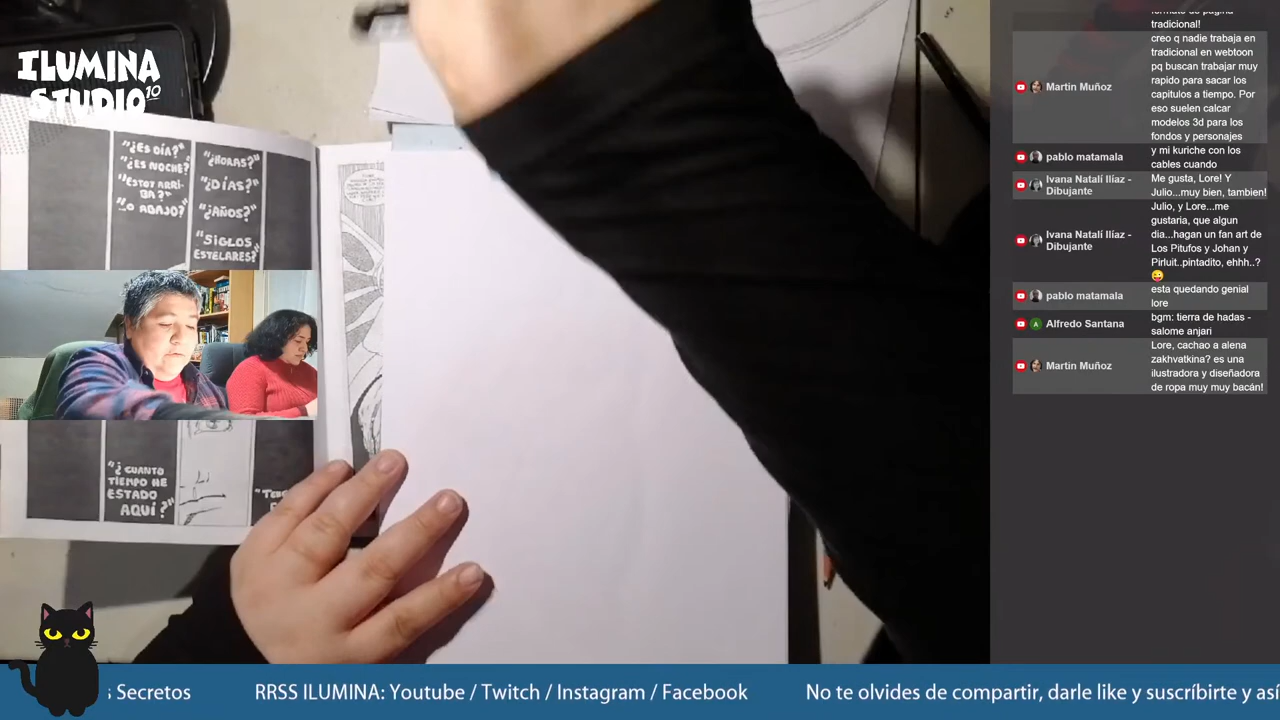 ILUMINA
STUDIO10
"¿ES DÍA?"
"¿ES NOCHE?"
"ESTOY ARRI-
BA?"
"O ABAJO?"
"¿HORAS?"
"¿DÍAS?"
"¿AÑOS?"
"SIGLOS
ESTELARES?"
"¿CUANTO
TIEMPO HE
ESTADO
AQUÍ?"
formato de pagina
tradicional!
Martin Muñoz
creo q nadie trabaja en
tradicional en webtoon
pq buscan trabajar muy
rapido para sacar los
capitulos a tiempo. Por
eso suelen calcar
modelos 3d para los
fondos y personajes
pablo matamala
y mi kuriche con los
cables cuando
Ivana Natalí Ilíaz -
Dibujante
Me gusta, Lore! Y
Julio...muy bien, tambien!
Ivana Natalí Ilíaz -
Dibujante
Julio, y Lore...me
gustaria, que algun
dia...hagan un fan art de
Los Pitufos y Johan y
Pirluit..pintadito, ehhh..?
😜
pablo matamala
esta quedando genial
lore
Alfredo Santana
bgm: tierra de hadas -
salome anjari
Martin Muñoz
Lore, cachao a alena
zakhvatkina? es una
ilustradora y diseñadora
de ropa muy muy bacán!
s Secretos
RRSS ILUMINA: Youtube / Twitch / Instagram / Facebook
No te olvides de compartir, darle like y suscríbirte y así